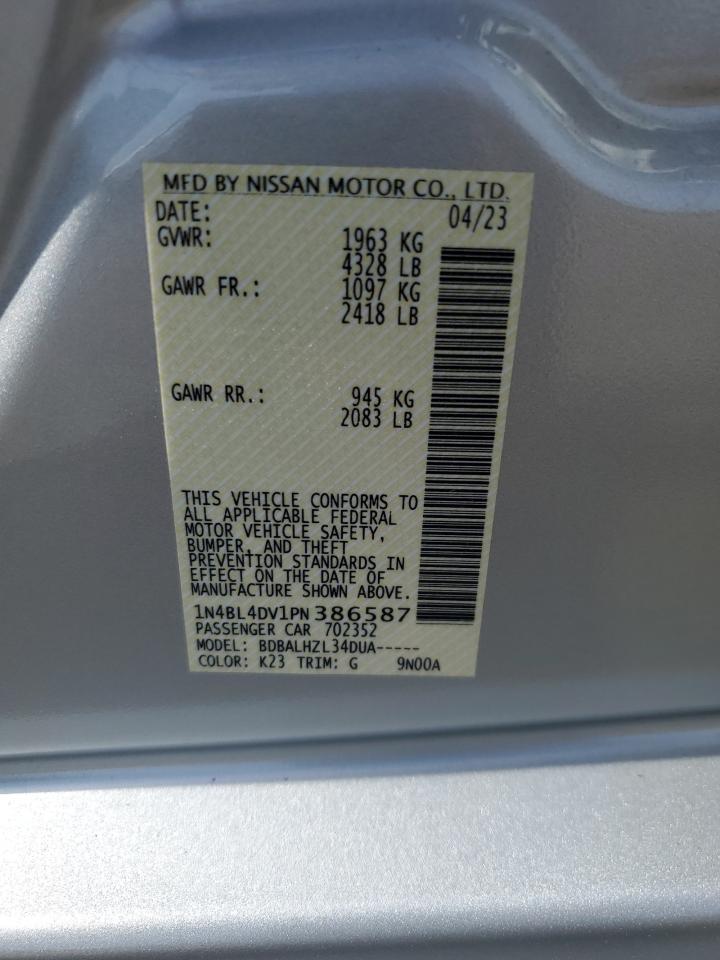 MFD BY NISSAN MOTOR CO., LTD.
DATE: 04/23
GVWR: 1963 KG
4328 LB
GAWR FR.: 1097 KG
2418 LB
GAWR RR.: 945 KG
2083 LB
THIS VEHICLE CONFORMS TO
ALL APPLICABLE FEDERAL
MOTOR VEHICLE SAFETY,
BUMPER, AND THEFT
PREVENTION STANDARDS IN
EFFECT ON THE DATE OF
MANUFACTURE SHOWN ABOVE.
1N4BL4DV1PN386587
PASSENGER CAR 702352
MODEL: BDBALHZL34DUA-----
COLOR: K23 TRIM: G 9N00A